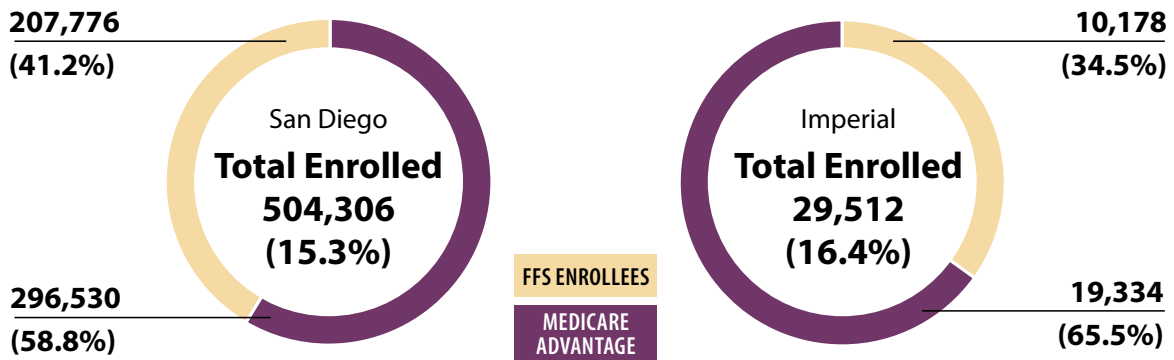 207,776
(41.2%)
San Diego
Total Enrolled
504,306
(15.3%)
296,530
(58.8%)
FFS ENROLLEES
MEDICARE
ADVANTAGE
10,178
(34.5%)
Imperial
Total Enrolled
29,512
(16.4%)
19,334
(65.5%)